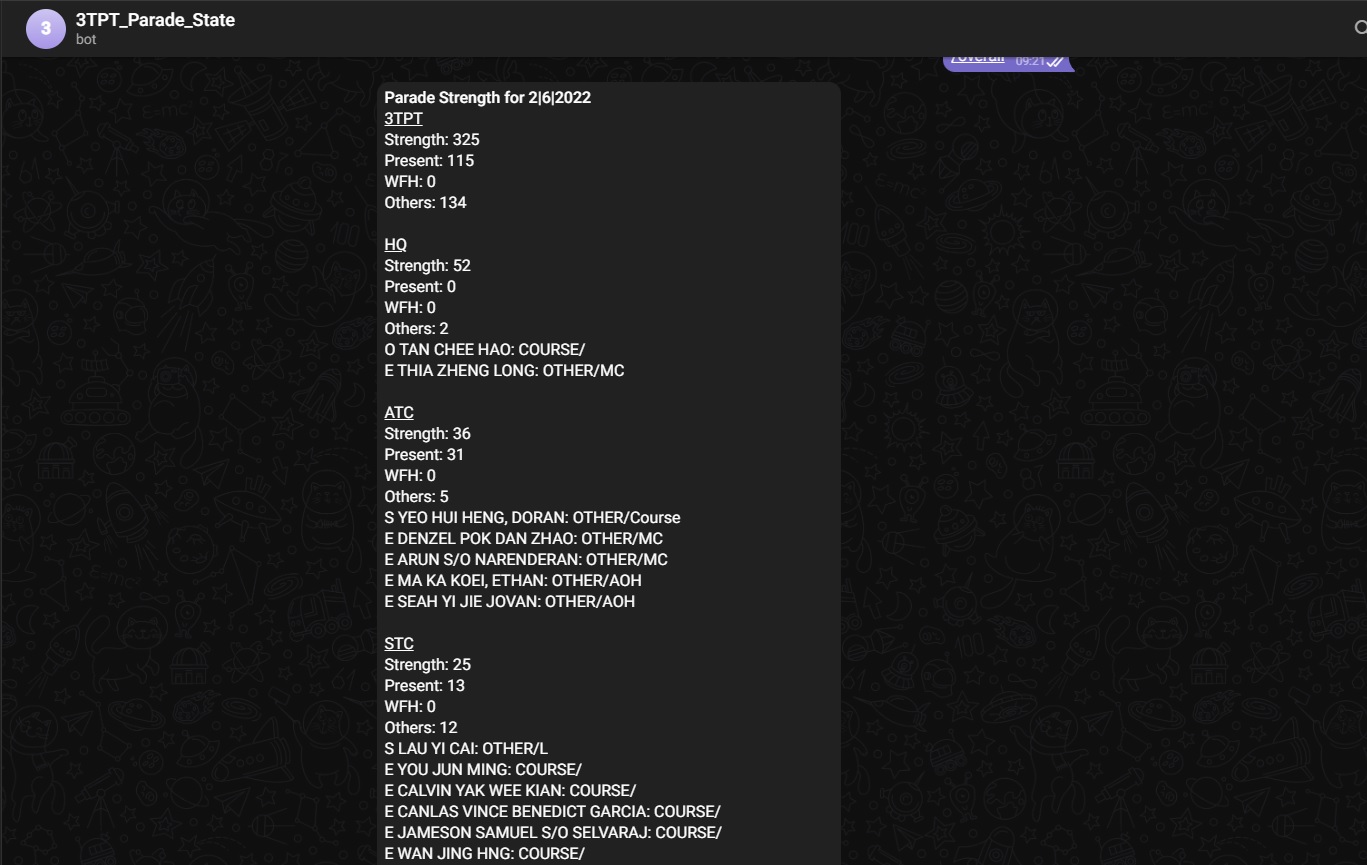 3
3TPT_Parade_State
bot
/overall 09:21
Parade Strength for 2|6|2022
3TPT
Strength: 325
Present: 115
WFH: 0
Others: 134
HQ
Strength: 52
Present: 0
WFH: 0
Others: 2
O TAN CHEE HAO: COURSE/
E THIA ZHENG LONG: OTHER/MC
ATC
Strength: 36
Present: 31
WFH: 0
Others: 5
S YEO HUI HENG, DORAN: OTHER/Course
E DENZEL POK DAN ZHAO: OTHER/MC
E ARUN S/O NARENDERAN: OTHER/MC
E MA KA KOEI, ETHAN: OTHER/AOH
E SEAH YI JIE JOVAN: OTHER/AOH
STC
Strength: 25
Present: 13
WFH: 0
Others: 12
S LAU YI CAI: OTHER/L
E YOU JUN MING: COURSE/
E CALVIN YAK WEE KIAN: COURSE/
E CANLAS VINCE BENEDICT GARCIA: COURSE/
E JAMESON SAMUEL S/O SELVARAJ: COURSE/
E WAN JING HNG: COURSE/